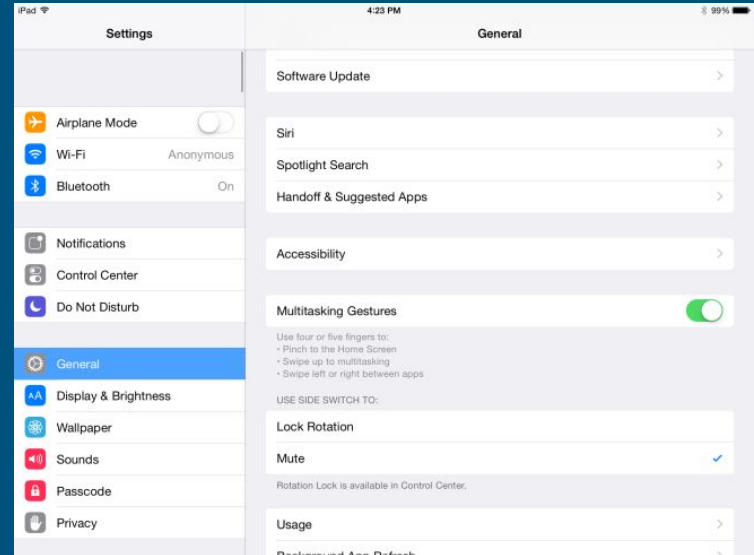 iPad 4:23 PM 99%
Settings
General
Airplane Mode
Wi-Fi Anonymous
Bluetooth On
Notifications
Control Center
Do Not Disturb
General
Display & Brightness
Wallpaper
Sounds
Passcode
Privacy
Software Update
Siri
Spotlight Search
Handoff & Suggested Apps
Accessibility
Multitasking Gestures
Use four or five fingers to:
• Pinch to the Home Screen
• Swipe up to multitasking
• Swipe left or right between apps
USE SIDE SWITCH TO:
Lock Rotation
Mute
Rotation Lock is available in Control Center.
Usage
Background App Refresh